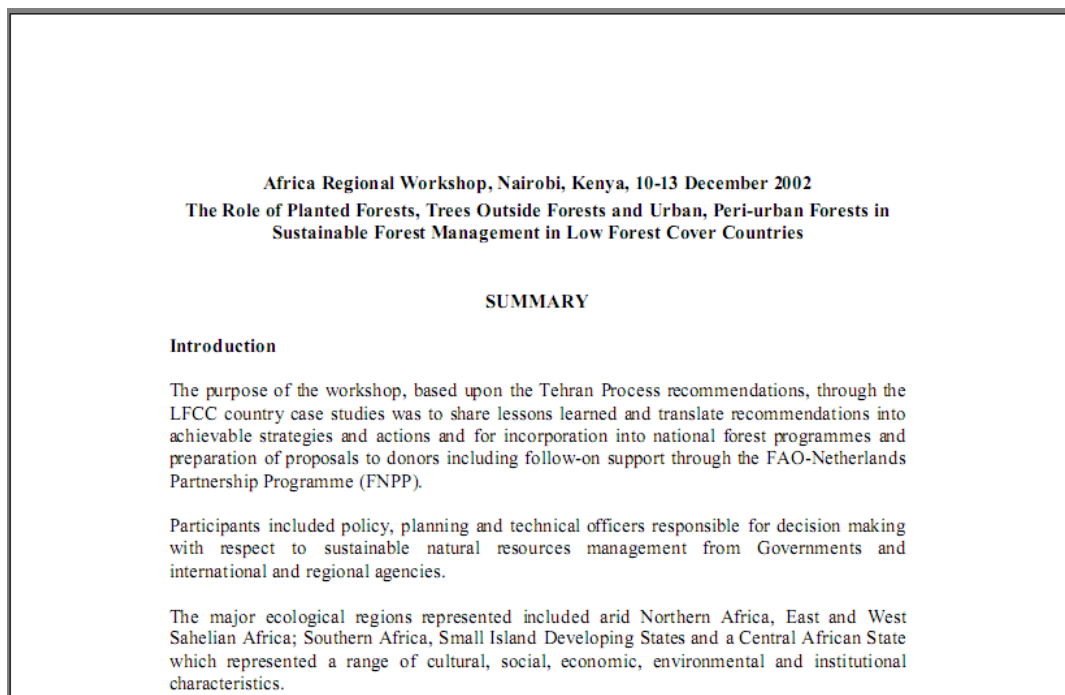 Africa Regional Workshop, Nairobi, Kenya, 10-13 December 2002
The Role of Planted Forests, Trees Outside Forests and Urban, Peri-urban Forests in
Sustainable Forest Management in Low Forest Cover Countries
SUMMARY
Introduction
The purpose of the workshop, based upon the Tehran Process recommendations, through the
LFCC country case studies was to share lessons learned and translate recommendations into
achievable strategies and actions and for incorporation into national forest programmes and
preparation of proposals to donors including follow-on support through the FAO-Netherlands
Partnership Programme (FNPP).
Participants included policy, planning and technical officers responsible for decision making
with respect to sustainable natural resources management from Governments and
international and regional agencies.
The major ecological regions represented included arid Northern Africa, East and West
Sahelian Africa; Southern Africa, Small Island Developing States and a Central African State
which represented a range of cultural, social, economic, environmental and institutional
characteristics.